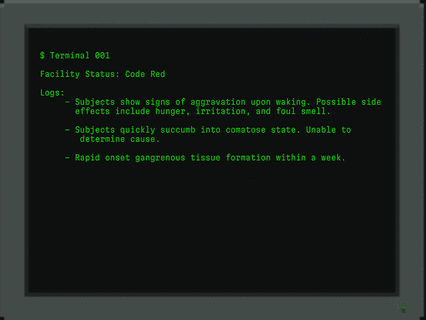 $ Terminal 001
Facility Status: Code Red
Logs:
– Subjects show signs of aggravation upon waking. Possible side
effects include hunger, irritation, and foul smell.
– Subjects quickly succumb into comatose state. Unable to
determine cause.
– Rapid onset gangrenous tissue formation within a week.